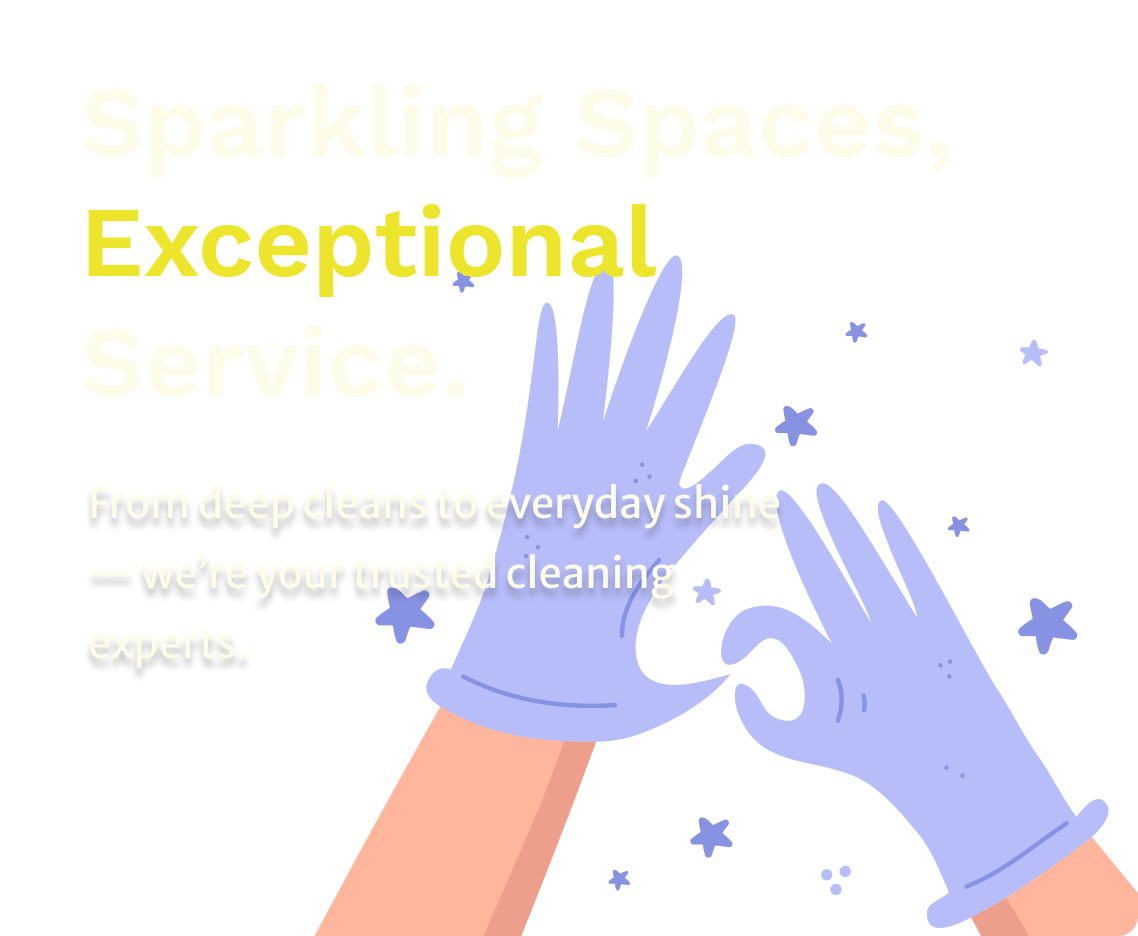 Sparkling Spaces,
Exceptional
Service.
From deep cleans to everyday shine
— we’re your trusted cleaning
experts.